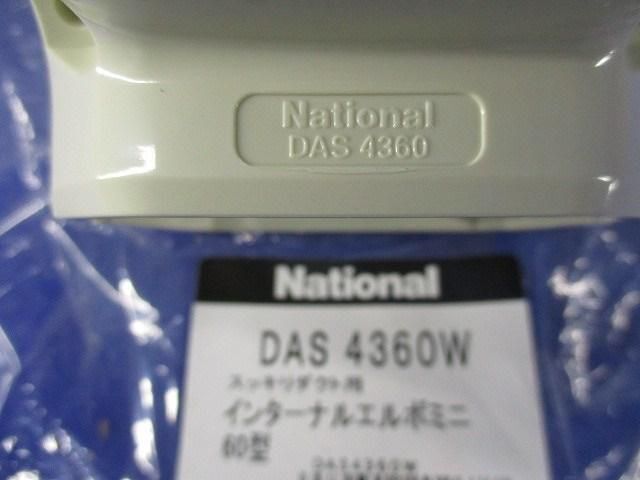 National
DAS 4360
National
DAS 4360W
スッキリダクト用
インターナルエルボミニ
60型
DAS4360W